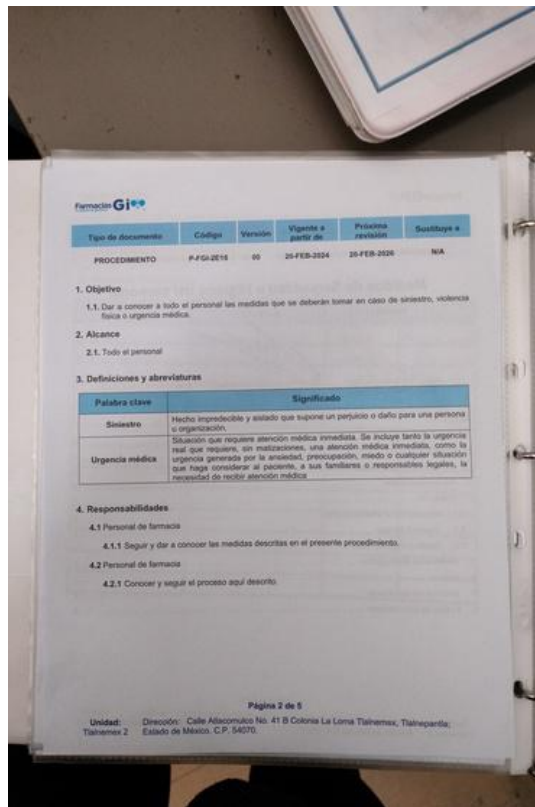 Farmacias Gi
Tipo de documento Código Versión Vigente a partir de Próxima revisión Sustituye a
PROCEDIMIENTO P-FGI-2E15 00 25-FEB-2024 25-FEB-2026 N/A
1. Objetivo
1.1. Dar a conocer a todo el personal las medidas que se deberán tomar en caso de siniestro, violencia
física o urgencia médica.
2. Alcance
2.1. Todo el personal
3. Definiciones y abreviaturas
Palabra clave Significado
Siniestro Hecho impredecible y aislado que supone un perjuicio o daño para una persona
u organización.
Situación que requiere atención médica inmediata. Se incluye tanto la urgencia
real que requiere, sin matizaciones, una atención médica inmediata, como la
Urgencia médica urgencia generada por la ansiedad, preocupación, miedo o cualquier situación
que haga considerar al paciente, a sus familiares o responsables legales, la
necesidad de recibir atención médica
4. Responsabilidades
4.1 Personal de farmacia
4.1.1 Seguir y dar a conocer las medidas descritas en el presente procedimiento.
4.2 Personal de farmacia
4.2.1 Conocer y seguir el proceso aquí descrito.
Página 2 de 5
Unidad: Dirección: Calle Atlacomulco No. 41 B Colonia La Loma Tlalnemex, Tlalnepantla;
Tlalnemex 2 Estado de México. C.P. 54070.